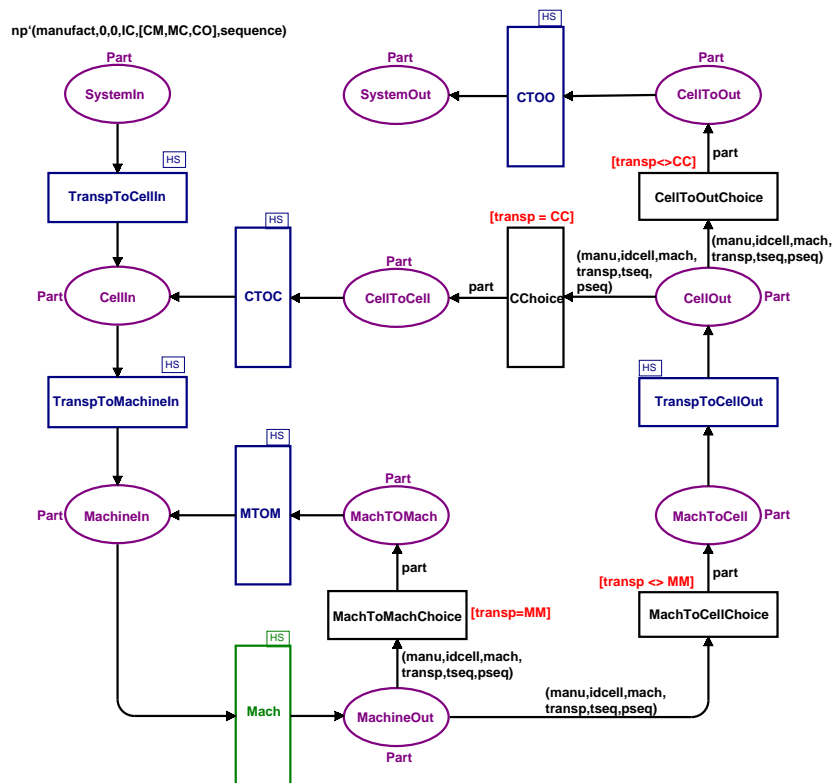 np‘(manufact,0,0,IC,[CM,MC,CO],sequence)
Part
SystemIn
HS
TranspToCellIn
Part
CellIn
HS
TranspToMachineIn
Part
MachineIn
Part
SystemOut
HS
CTOO
Part
CellToOut
part
[transp<>CC]
CellToOutChoice
(manu,idcell,mach,
transp,tseq,pseq)
HS
CTOC
Part
CellToCell
part
[transp = CC]
CChoice
(manu,idcell,mach,
transp,tseq,
pseq)
CellOut
Part
HS
TranspToCellOut
HS
MTOM
Part
MachTOMach
part
MachToMachChoice
[transp=MM]
(manu,idcell,mach,
transp,tseq,pseq)
MachToCell
Part
part
[transp <> MM]
MachToCellChoice
HS
Mach
MachineOut
Part
(manu,idcell,mach,
transp,tseq,pseq)